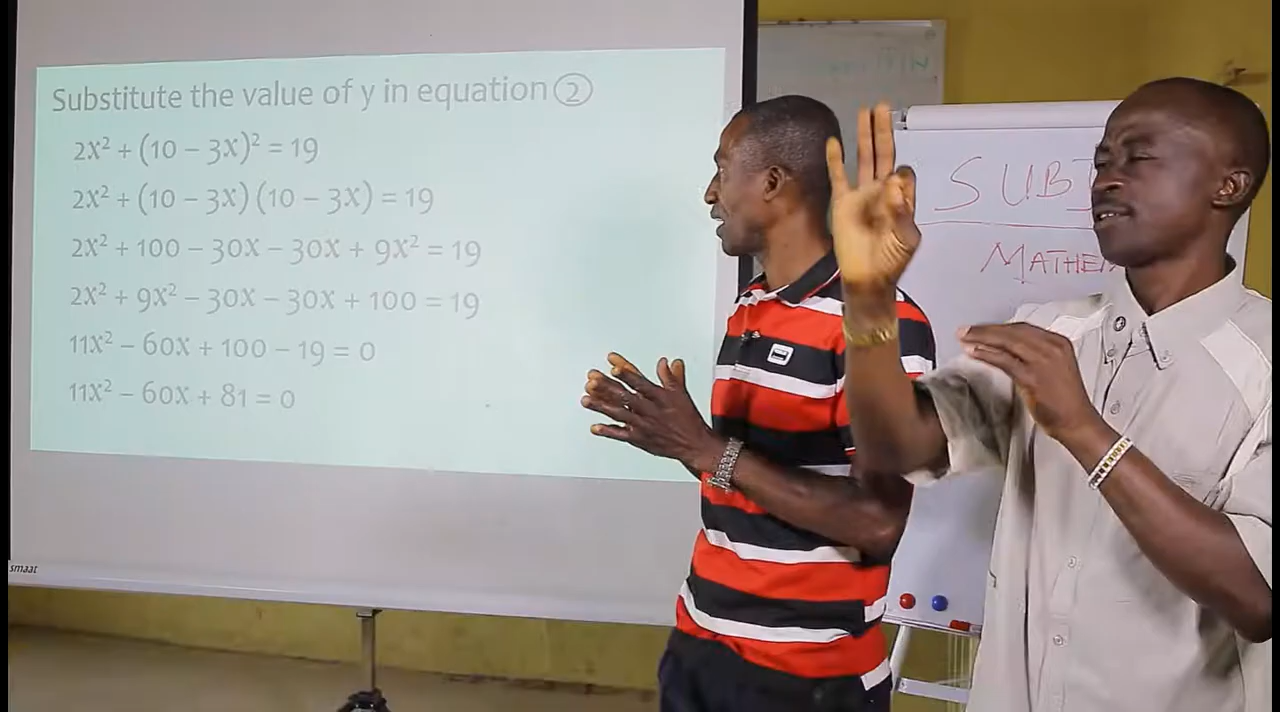 Substitute the value of y in equation ②
2x² + (10 – 3x)² = 19
2x² + (10 – 3x) (10 – 3x) = 19
2x² + 100 – 30x – 30x + 9x² = 19
2x² + 9x² – 30x – 30x + 100 = 19
11x² – 60x + 100 – 19 = 0
11x² – 60x + 81 = 0
smaat
SUBJ
MATHEM